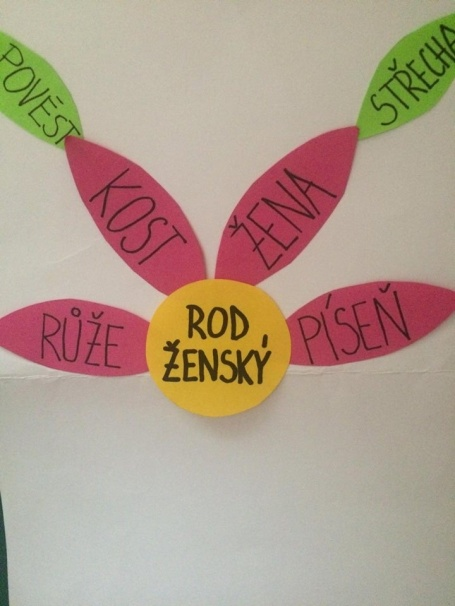 POVĚST
STŘECHA
KOST
ŽENA
RŮŽE
ROD
ŽENSKÝ
PÍSEŇ